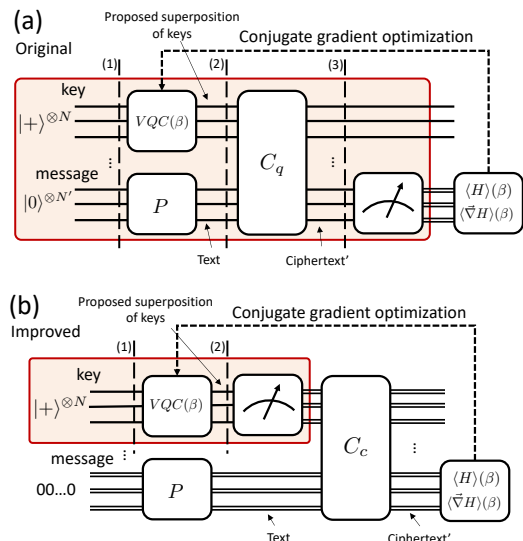 (a)
Original
Proposed superposition
of keys
Conjugate gradient optimization
(1)
(2)
(3)
key
|+⟩⊗N
VQC(β)
C_q
message
|0⟩⊗N′
P
⟨H⟩(β)
⟨∇⃗H⟩(β)
Text
Ciphertext'
(b)
Improved
Proposed superposition
of keys
Conjugate gradient optimization
(1)
(2)
key
|+⟩⊗N
VQC(β)
C_c
message
00...0
P
⟨H⟩(β)
⟨∇⃗H⟩(β)
Text
Ciphertext'